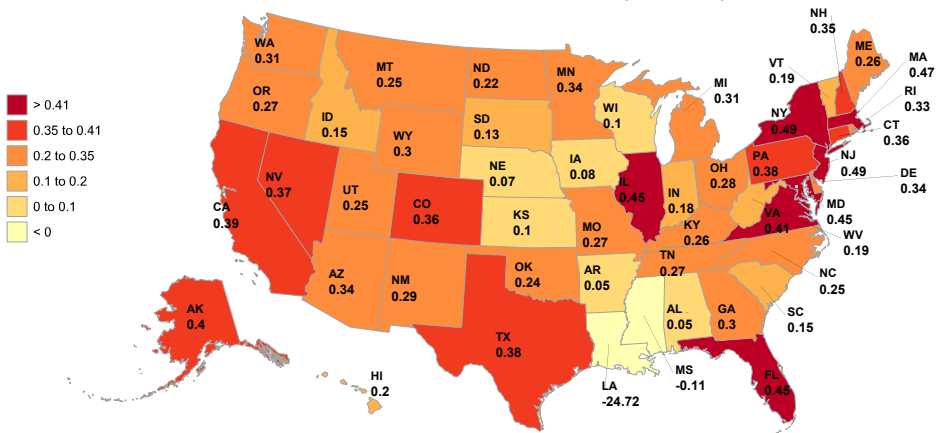 > 0.41
0.35 to 0.41
0.2 to 0.35
0.1 to 0.2
0 to 0.1
< 0
WA
0.31
OR
0.27
CA
0.39
NV
0.37
ID
0.15
MT
0.25
WY
0.3
UT
0.25
CO
0.36
AZ
0.34
NM
0.29
ND
0.22
SD
0.13
NE
0.07
KS
0.1
OK
0.24
TX
0.38
MN
0.34
IA
0.08
MO
0.27
AR
0.05
LA
-24.72
WI
0.1
IL
0.45
MI
0.31
IN
0.18
OH
0.28
KY
0.26
TN
0.27
MS
-0.11
AL
0.05
GA
0.3
FL
0.45
SC
0.15
NC
0.25
VA
0.41
WV
0.19
MD
0.45
DE
0.34
PA
0.38
NJ
0.49
NY
0.49
CT
0.36
RI
0.33
MA
0.47
VT
0.19
NH
0.35
ME
0.26
AK
0.4
HI
0.2